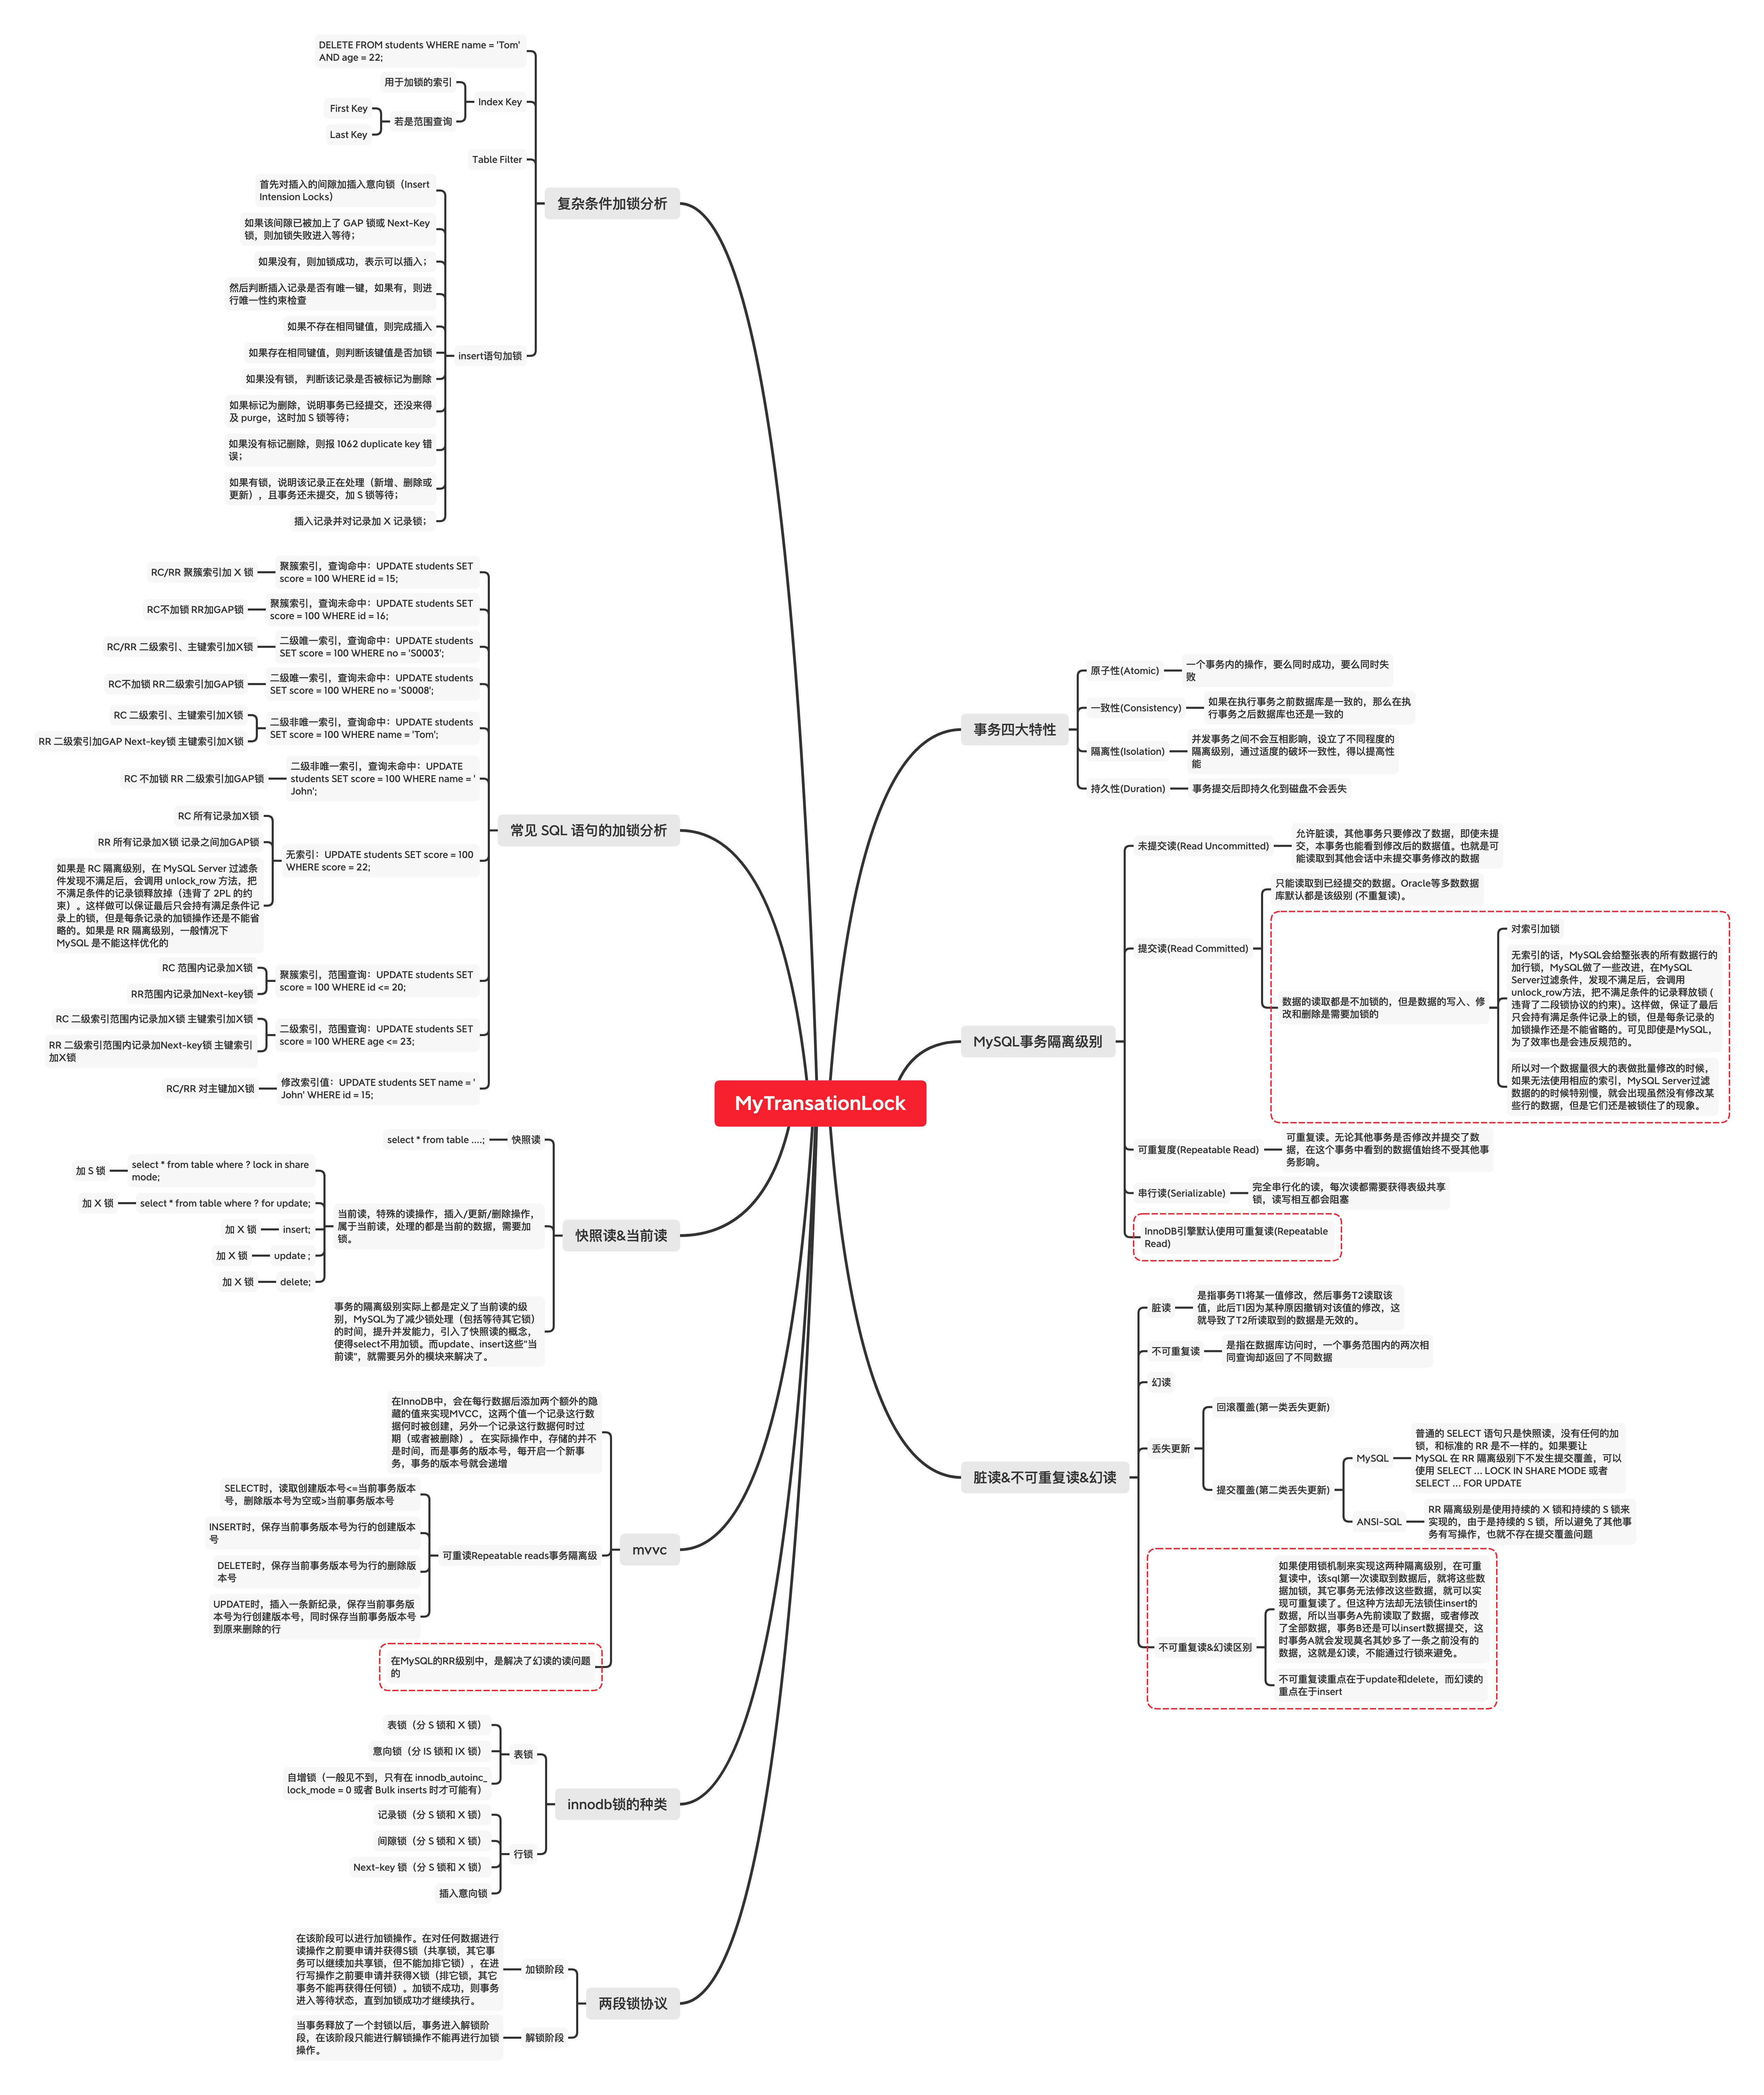 MyTransationLock
事务四大特性
原子性(Atomic)
一个事务内的操作，要么同时成功，要么同时失
败
一致性(Consistency)
如果在执行事务之前数据库是一致的，那么在执
行事务之后数据库也还是一致的
隔离性(Isolation)
并发事务之间不会互相影响，设立了不同程度的
隔离级别，通过适度的破坏一致性，得以提高性
能
持久性(Duration)
事务提交后即持久化到磁盘不会丢失
MySQL事务隔离级别
未提交读(Read Uncommitted)
允许脏读，其他事务只要修改了数据，即使未提
交，本事务也能看到修改后的数据值。也就是可
能读取到其他会话中未提交事务修改的数据
提交读(Read Committed)
只能读取到已经提交的数据。Oracle等多数数据
库默认都是该级别 (不重复读)。
数据的读取都是不加锁的，但是数据的写入、修
改和删除是需要加锁的
对索引加锁
无索引的话，MySQL会给整张表的所有数据行的
加行锁，MySQL做了一些改进，在MySQL
Server过滤条件，发现不满足后，会调用
unlock_row方法，把不满足条件的记录释放锁 (
违背了二段锁协议的约束)。这样做，保证了最后
只会持有满足条件记录上的锁，但是每条记录的
加锁操作还是不能省略的。可见即使是MySQL，
为了效率也是会违反规范的。
所以对一个数据量很大的表做批量修改的时候，
如果无法使用相应的索引，MySQL Server过滤
数据的的时候特别慢，就会出现虽然没有修改某
些行的数据，但是它们还是被锁住了的现象。
可重复度(Repeatable Read)
可重复读。无论其他事务是否修改并提交了数
据，在这个事务中看到的数据值始终不受其他事
务影响。
串行读(Serializable)
完全串行化的读，每次读都需要获得表级共享
锁，读写相互都会阻塞
InnoDB引擎默认使用可重复读(Repeatable
Read)
脏读&不可重复读&幻读
脏读
是指事务T1将某一值修改，然后事务T2读取该
值，此后T1因为某种原因撤销对该值的修改，这
就导致了T2所读取到的数据是无效的。
不可重复读
是指在数据库访问时，一个事务范围内的两次相
同查询却返回了不同数据
幻读
丢失更新
回滚覆盖(第一类丢失更新)
提交覆盖(第二类丢失更新)
MySQL
普通的 SELECT 语句只是快照读，没有任何的加
锁，和标准的 RR 是不一样的。如果要让
MySQL 在 RR 隔离级别下不发生提交覆盖，可以
使用 SELECT ... LOCK IN SHARE MODE 或者
SELECT ... FOR UPDATE
ANSI-SQL
RR 隔离级别是使用持续的 X 锁和持续的 S 锁来
实现的，由于是持续的 S 锁，所以避免了其他事
务有写操作，也就不存在提交覆盖问题
不可重复读&幻读区别
如果使用锁机制来实现这两种隔离级别，在可重
复读中，该sql第一次读取到数据后，就将这些数
据加锁，其它事务无法修改这些数据，就可以实
现可重复读了。但这种方法却无法锁住insert的
数据，所以当事务A先前读取了数据，或者修改
了全部数据，事务B还是可以insert数据提交，这
时事务A就会发现莫名其妙多了一条之前没有的
数据，这就是幻读，不能通过行锁来避免。
不可重复读重点在于update和delete，而幻读的
重点在于insert
复杂条件加锁分析
DELETE FROM students WHERE name = 'Tom'
AND age = 22;
Index Key
用于加锁的索引
若是范围查询
First Key
Last Key
Table Filter
insert语句加锁
首先对插入的间隙加插入意向锁（Insert
Intension Locks）
如果该间隙已被加上了 GAP 锁或 Next-Key
锁，则加锁失败进入等待；
如果没有，则加锁成功，表示可以插入；
然后判断插入记录是否有唯一键，如果有，则进
行唯一性约束检查
如果不存在相同键值，则完成插入
如果存在相同键值，则判断该键值是否加锁
如果没有锁， 判断该记录是否被标记为删除
如果标记为删除，说明事务已经提交，还没来得
及 purge，这时加 S 锁等待；
如果没有标记删除，则报 1062 duplicate key 错
误；
如果有锁，说明该记录正在处理（新增、删除或
更新），且事务还未提交，加 S 锁等待；
插入记录并对记录加 X 记录锁；
常见 SQL 语句的加锁分析
聚簇索引，查询命中：UPDATE students SET
score = 100 WHERE id = 15;
RC/RR 聚簇索引加 X 锁
聚簇索引，查询未命中：UPDATE students SET
score = 100 WHERE id = 16;
RC不加锁 RR加GAP锁
二级唯一索引，查询命中：UPDATE students
SET score = 100 WHERE no = 'S0003';
RC/RR 二级索引、主键索引加X锁
二级唯一索引，查询未命中：UPDATE students
SET score = 100 WHERE no = 'S0008';
RC不加锁 RR二级索引加GAP锁
二级非唯一索引，查询命中：UPDATE students
SET score = 100 WHERE name = 'Tom';
RC 二级索引、主键索引加X锁
RR 二级索引加GAP Next-key锁 主键索引加X锁
二级非唯一索引，查询未命中：UPDATE
students SET score = 100 WHERE name = '
John';
RC 不加锁 RR 二级索引加GAP锁
无索引：UPDATE students SET score = 100
WHERE score = 22;
RC 所有记录加X锁
RR 所有记录加X锁 记录之间加GAP锁
如果是 RC 隔离级别，在 MySQL Server 过滤条
件发现不满足后，会调用 unlock_row 方法，把
不满足条件的记录锁释放掉（违背了 2PL 的约
束）。这样做可以保证最后只会持有满足条件记
录上的锁，但是每条记录的加锁操作还是不能省
略的。如果是 RR 隔离级别，一般情况下
MySQL 是不能这样优化的
聚簇索引，范围查询：UPDATE students SET
score = 100 WHERE id <= 20;
RC 范围内记录加X锁
RR范围内记录加Next-key锁
二级索引，范围查询：UPDATE students SET
score = 100 WHERE age <= 23;
RC 二级索引范围内记录加X锁 主键索引加X锁
RR 二级索引范围内记录加Next-key锁 主键索引
加X锁
修改索引值：UPDATE students SET name = '
John' WHERE id = 15;
RC/RR 对主键加X锁
快照读&当前读
快照读
select * from table ....;
当前读，特殊的读操作，插入/更新/删除操作，
属于当前读，处理的都是当前的数据，需要加
锁。
select * from table where ? lock in share
mode;
加 S 锁
select * from table where ? for update;
加 X 锁
insert;
加 X 锁
update ;
加 X 锁
delete;
加 X 锁
事务的隔离级别实际上都是定义了当前读的级
别，MySQL为了减少锁处理（包括等待其它锁）
的时间，提升并发能力，引入了快照读的概念，
使得select不用加锁。而update、insert这些“当
前读”，就需要另外的模块来解决了。
mvvc
在InnoDB中，会在每行数据后添加两个额外的隐
藏的值来实现MVCC，这两个值一个记录这行数
据何时被创建，另外一个记录这行数据何时过
期（或者被删除）。 在实际操作中，存储的并不
是时间，而是事务的版本号，每开启一个新事
务，事务的版本号就会递增
可重读Repeatable reads事务隔离级
SELECT时，读取创建版本号<=当前事务版本
号，删除版本号为空或>当前事务版本号
INSERT时，保存当前事务版本号为行的创建版本
号
DELETE时，保存当前事务版本号为行的删除版
本号
UPDATE时，插入一条新纪录，保存当前事务版
本号为行创建版本号，同时保存当前事务版本号
到原来删除的行
在MySQL的RR级别中，是解决了幻读的读问题
的
innodb锁的种类
表锁
表锁（分 S 锁和 X 锁）
意向锁（分 IS 锁和 IX 锁）
自增锁（一般见不到，只有在 innodb_autoinc_
lock_mode = 0 或者 Bulk inserts 时才可能有）
行锁
记录锁（分 S 锁和 X 锁）
间隙锁（分 S 锁和 X 锁）
Next-key 锁（分 S 锁和 X 锁）
插入意向锁
两段锁协议
加锁阶段
在该阶段可以进行加锁操作。在对任何数据进行
读操作之前要申请并获得S锁（共享锁，其它事
务可以继续加共享锁，但不能加排它锁），在进
行写操作之前要申请并获得X锁（排它锁，其它
事务不能再获得任何锁）。加锁不成功，则事务
进入等待状态，直到加锁成功才继续执行。
解锁阶段
当事务释放了一个封锁以后，事务进入解锁阶
段，在该阶段只能进行解锁操作不能再进行加锁
操作。